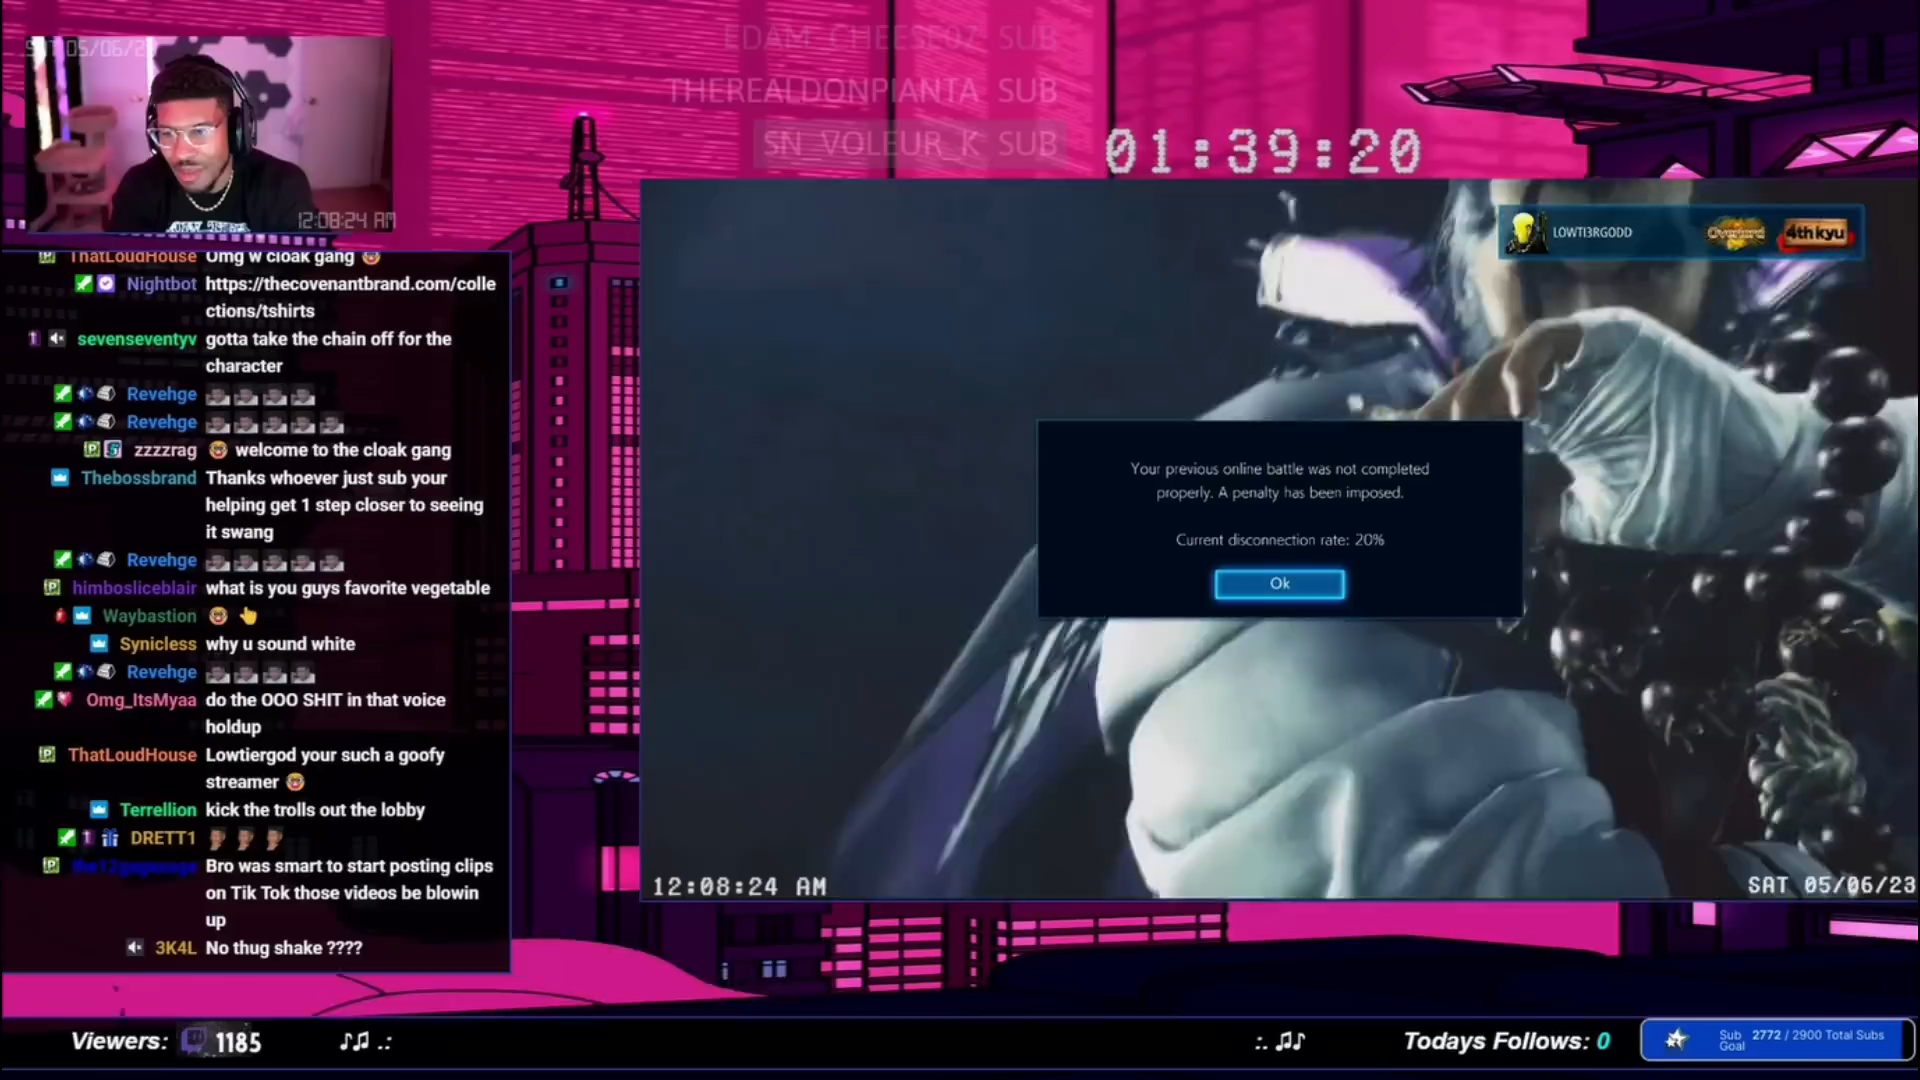 EDAM_CHEESE07 SUB
THEREALDONPIANTA SUB
SN_VOLEUR_K SUB
01:39:20
12:08:24 AM
LOWTI3RGODD
4th kyu
ThatLoudHouse Omg w cloak gang
Nightbot https://thecovenantbrand.com/colle
ctions/tshirts
sevenseventyv gotta take the chain off for the
character
Revehge
Revehge
zzzzrag welcome to the cloak gang
Thebossbrand Thanks whoever just sub your
helping get 1 step closer to seeing
it swang
Revehge
himbosliceblair what is you guys favorite vegetable
Waybastion
Synicless why u sound white
Revehge
Omg_ItsMyaa do the OOO SHIT in that voice
holdup
ThatLoudHouse Lowtiergod your such a goofy
streamer
Terrellion kick the trolls out the lobby
DRETT1
Bro was smart to start posting clips
on Tik Tok those videos be blowin
up
3K4L No thug shake ????
Your previous online battle was not completed
properly. A penalty has been imposed.
Current disconnection rate: 20%
Ok
12:08:24 AM
SAT 05/06/23
Viewers: 1185
Todays Follows: 0
Sub Goal 2772 / 2900 Total Subs